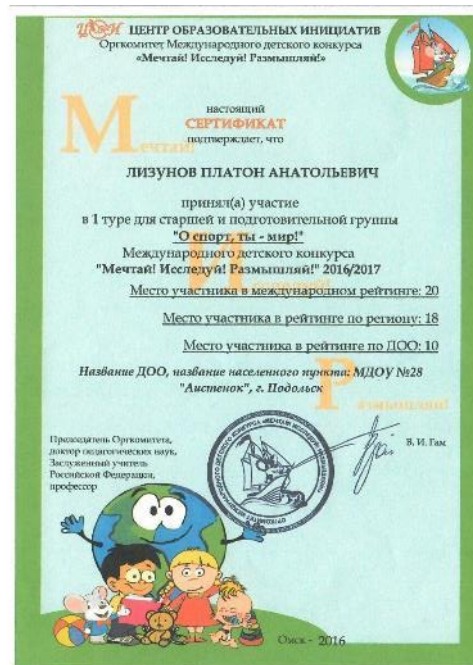 ЦРОИ ЦЕНТР ОБРАЗОВАТЕЛЬНЫХ ИНИЦИАТИВ
Оргкомитет Международного детского конкурса
«Мечтай! Исследуй! Размышляй!»
настоящий
СЕРТИФИКАТ
подтверждает, что
Мечтай!
ЛИЗУНОВ ПЛАТОН АНАТОЛЬЕВИЧ
принял(а) участие
в 1 туре для старшей и подготовительной группы
"О спорт, ты - мир!"
Международного детского конкурса
"Мечтай! Исследуй! Размышляй!" 2016/2017
Место участника в международном рейтинге: 20
Место участника в рейтинге по региону: 18
Место участника в рейтинге по ДОО: 10
Название ДОО, название населенного пункта: МДОУ №28
"Аистенок", г. Подольск
Размышляй!
Председатель Оргкомитета,
доктор педагогических наук,
Заслуженный учитель
Российской Федерации,
профессор
В. И. Гам
Омск - 2016